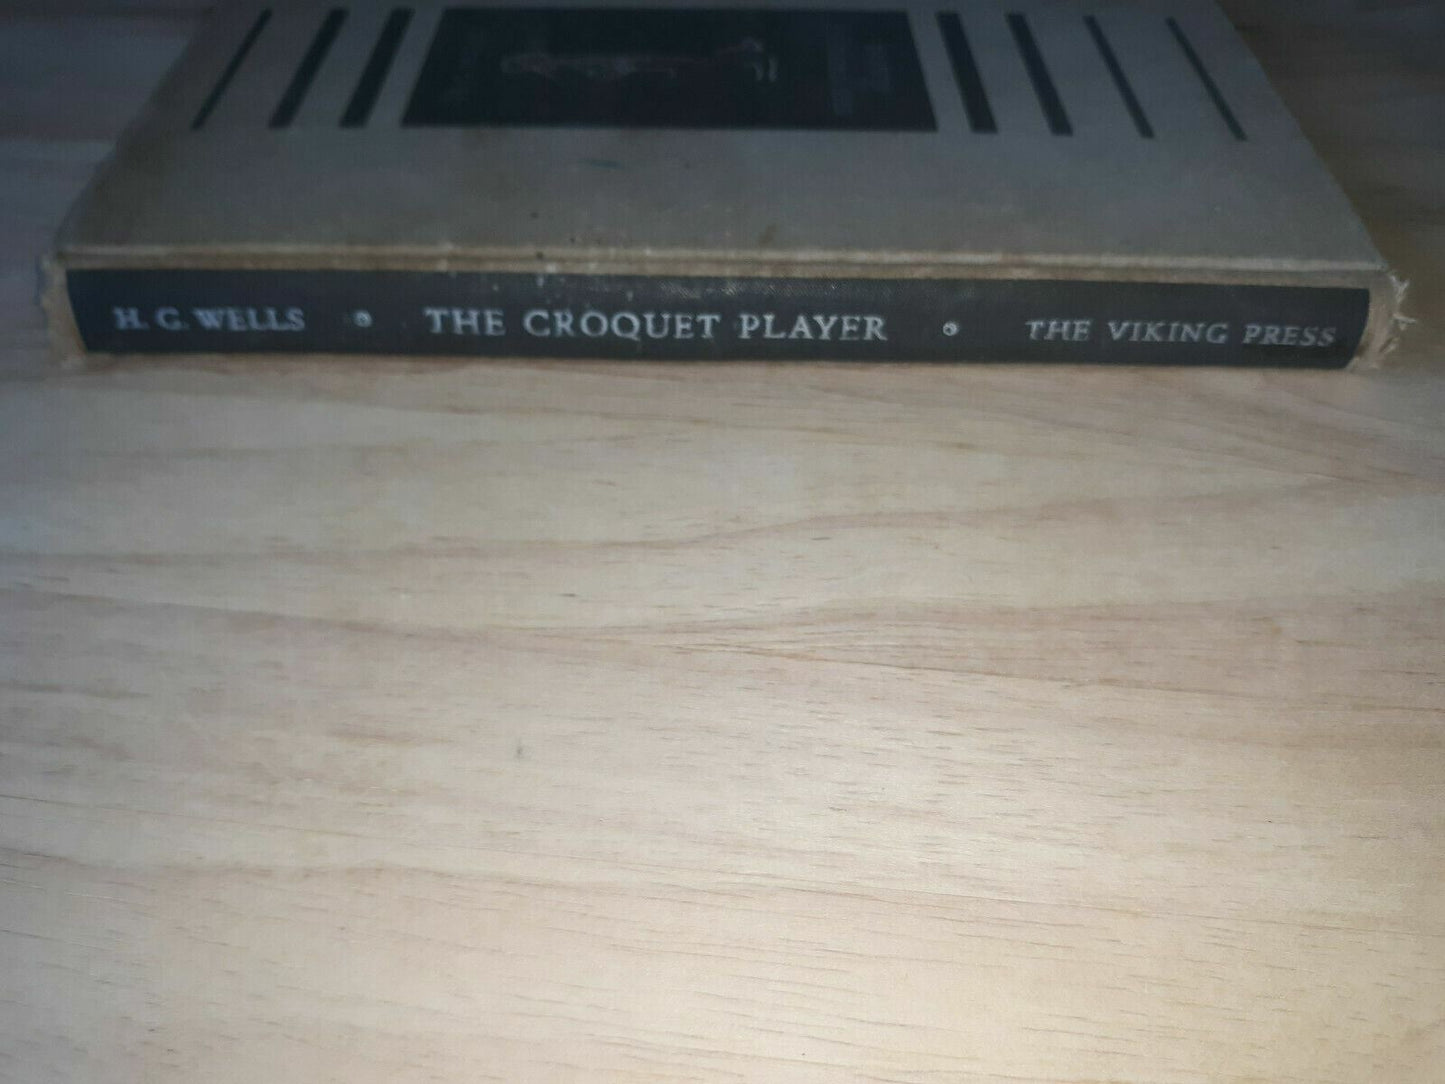 H. G. WELLS THE CROQUET PLAYER THE VIKING PRESS